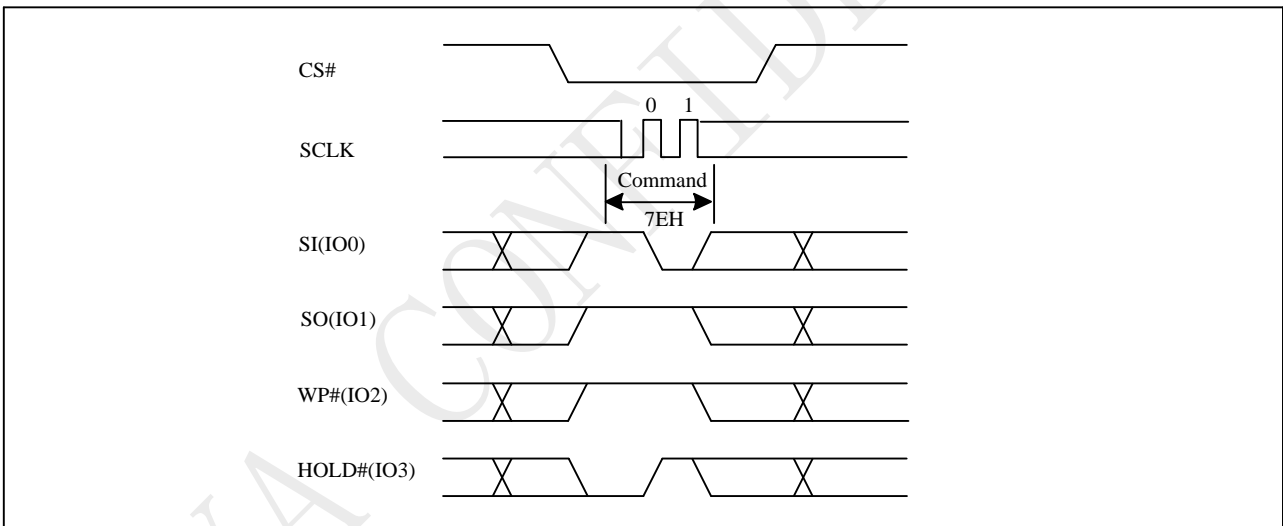 CS#
0 1
SCLK
Command
7EH
SI(IO0)
SO(IO1)
WP#(IO2)
HOLD#(IO3)